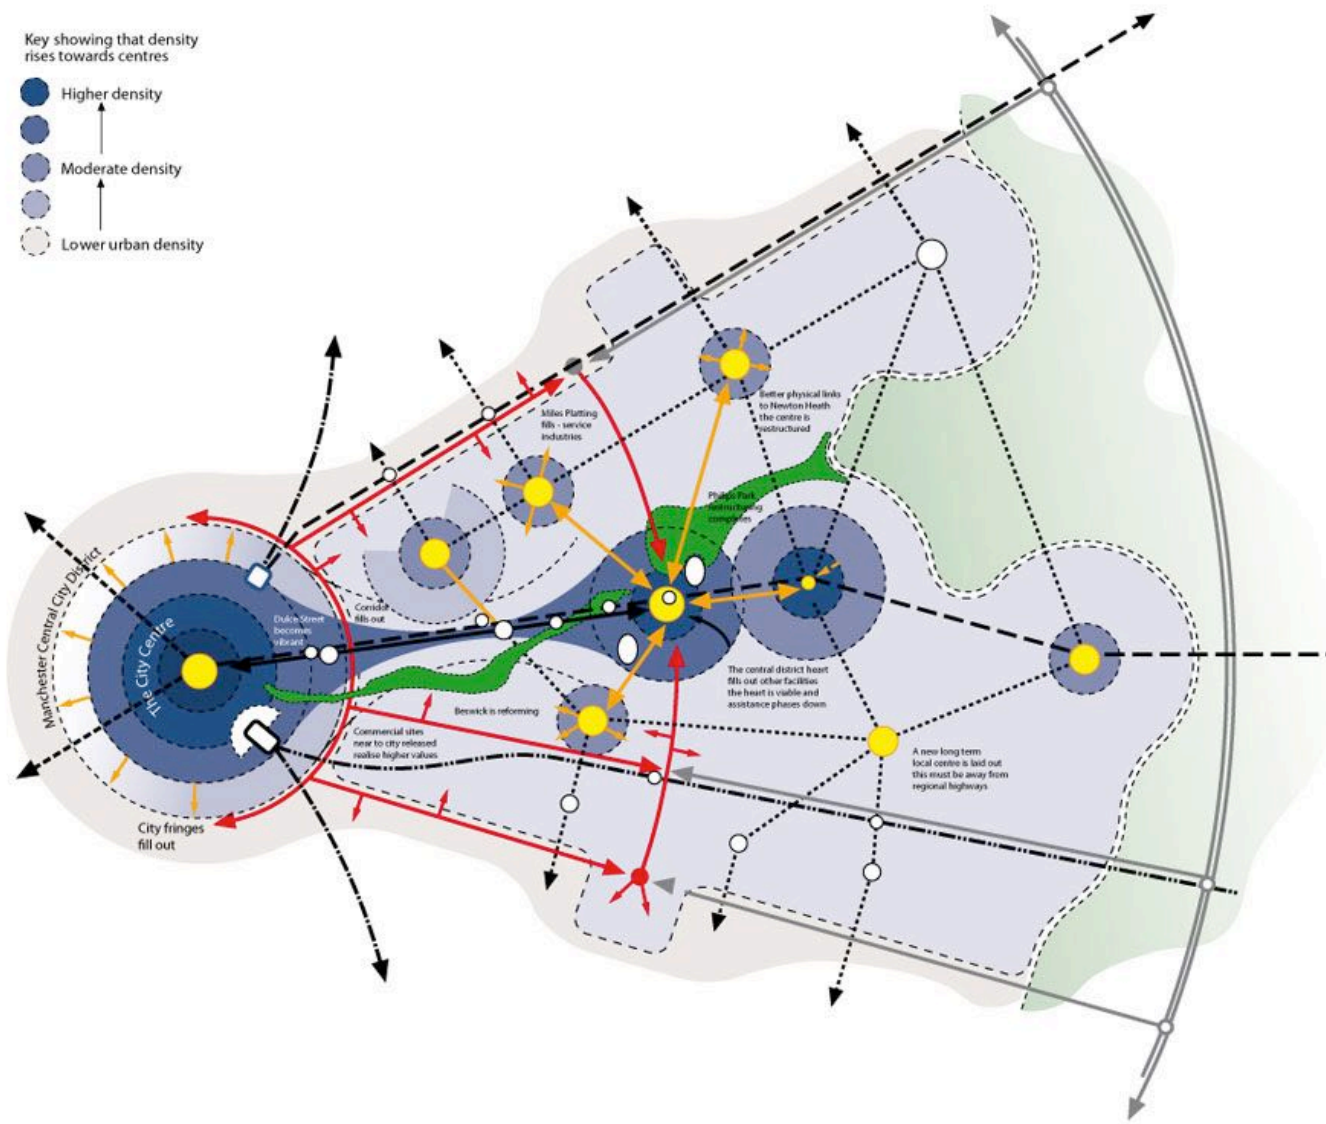 Key showing that density
rises towards centres
Higher density
Moderate density
Lower urban density
Better physical links
to Newton Heath
the centre is
restructured
Miles Platting
fills - service
industries
Philips Park
restructuring
completes
Manchester Central City District
The City Centre
Dulce Street
becomes
vibrant
Corridor
fills out
The central district heart
fills out other facilities
the heart is viable and
assistance phases down
Beswick is reforming
Commercial sites
near to city released
realise higher values
A new long term
local centre is laid out
this must be away from
regional highways
City fringes
fill out